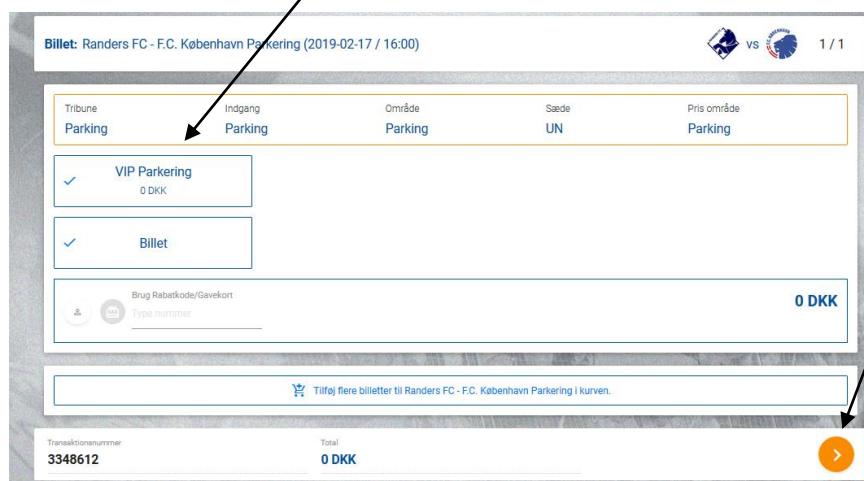 Billet: Randers FC - F.C. København Parkering (2019-02-17 / 16:00)
vs
1 / 1
Tribune Indgang Område Sæde Pris område
Parking Parking Parking UN Parking
VIP Parkering
0 DKK
Billet
Brug Rabatkode/Gavekort
Type nummer
0 DKK
Tilføj flere billetter til Randers FC - F.C. København Parkering i kurven.
Transaktionsnummer Total
3348612 0 DKK